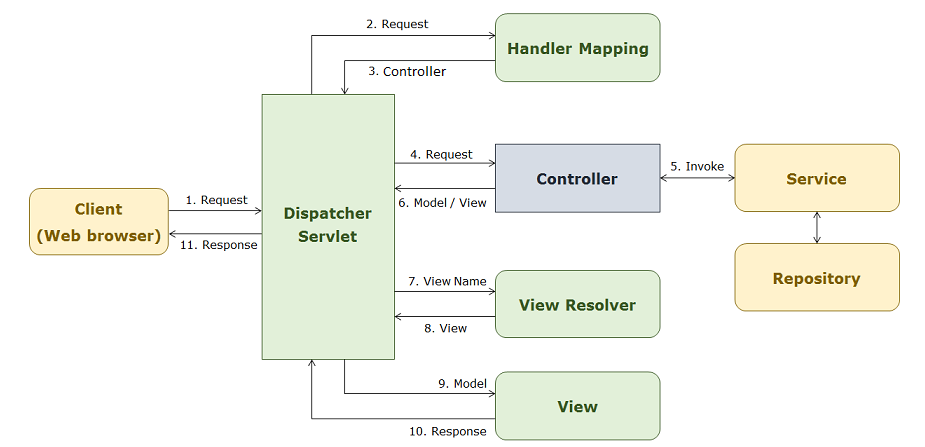 2. Request
Handler Mapping
3. Controller
4. Request
Controller
5. Invoke
Service
6. Model / View
1. Request
Client
(Web browser)
11. Response
Dispatcher
Servlet
Repository
7. View Name
View Resolver
8. View
9. Model
View
10. Response